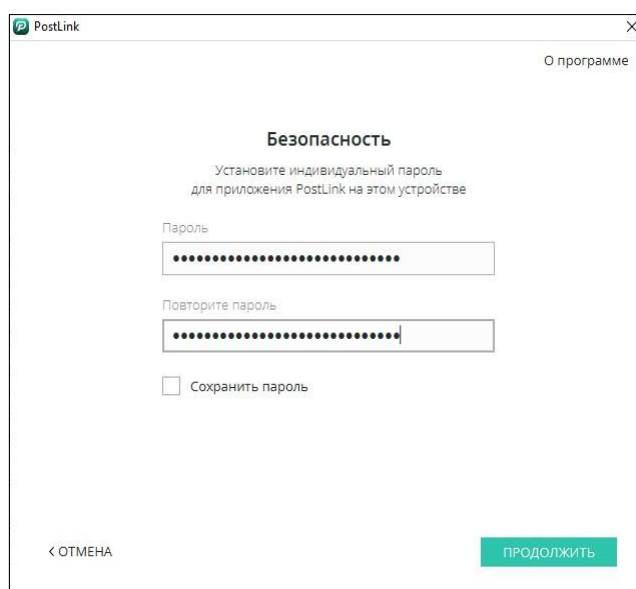 PostLink
О программе
Безопасность
Установите индивидуальный пароль
для приложения PostLink на этом устройстве
Пароль
•••••••••••••••••••••••••••••
Повторите пароль
•••••••••••••••••••••••••••••
Сохранить пароль
< ОТМЕНА
ПРОДОЛЖИТЬ